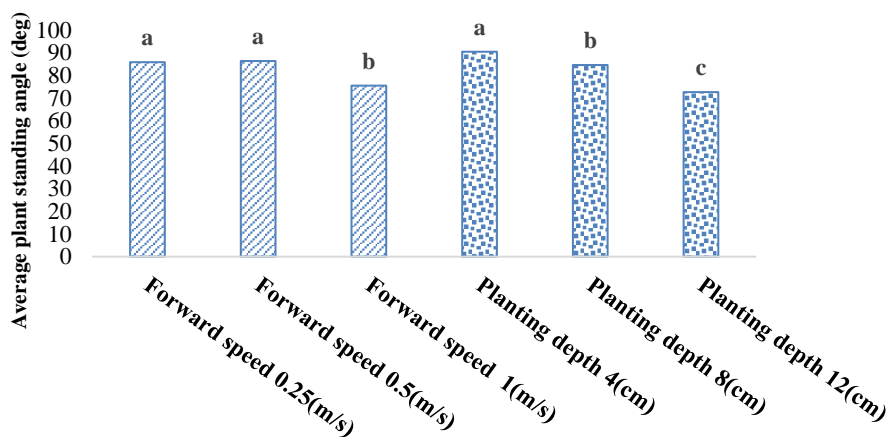 Average plant standing angle (deg)
100
90
80
70
60
50
40
30
20
10
0
a
a
b
a
b
c
Forward speed 0.25(m/s)
Forward speed 0.5(m/s)
Forward speed 1(m/s)
Planting depth 4(cm)
Planting depth 8(cm)
Planting depth 12(cm)